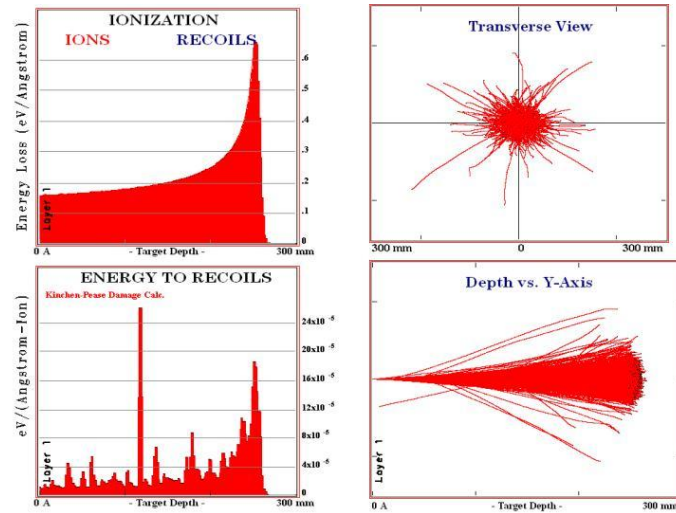 IONIZATION
IONS RECOILS
Energy Loss (eV/Angstrom)
.6
.5
.4
.3
.2
.1
0
Layer 1
0 A - Target Depth - 300 mm
Transverse View
300 mm 0 300 mm
ENERGY TO RECOILS
Kinchen-Pease Damage Calc.
eV/(Angstrom-Ion)
24x10 -5
20x10 -5
16x10 -5
12x10 -5
8x10 -5
4x10 -5
0
Layer 1
0 A - Target Depth - 300 mm
Depth vs. Y-Axis
Layer 1
0 A - Target Depth - 300 mm